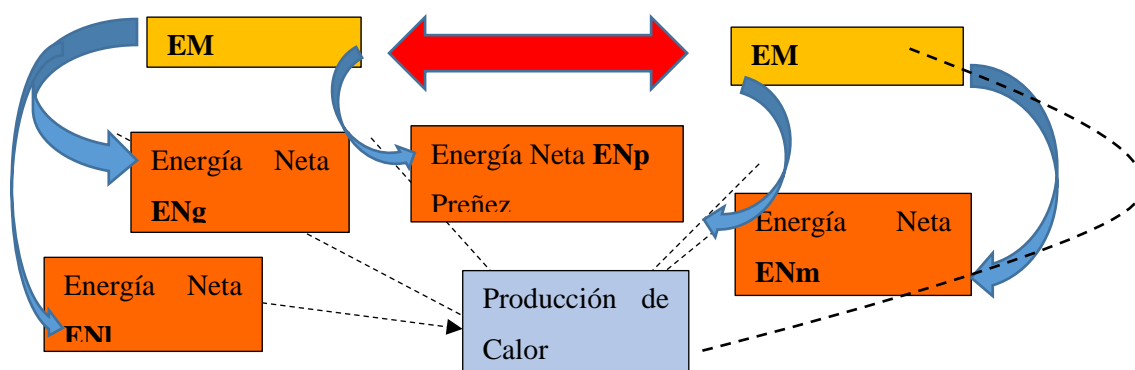 EM
EM
Energía Neta
ENg
Energía Neta ENp
Preñez
Energía Neta
ENm
Energía Neta
ENl
Producción de
Calor